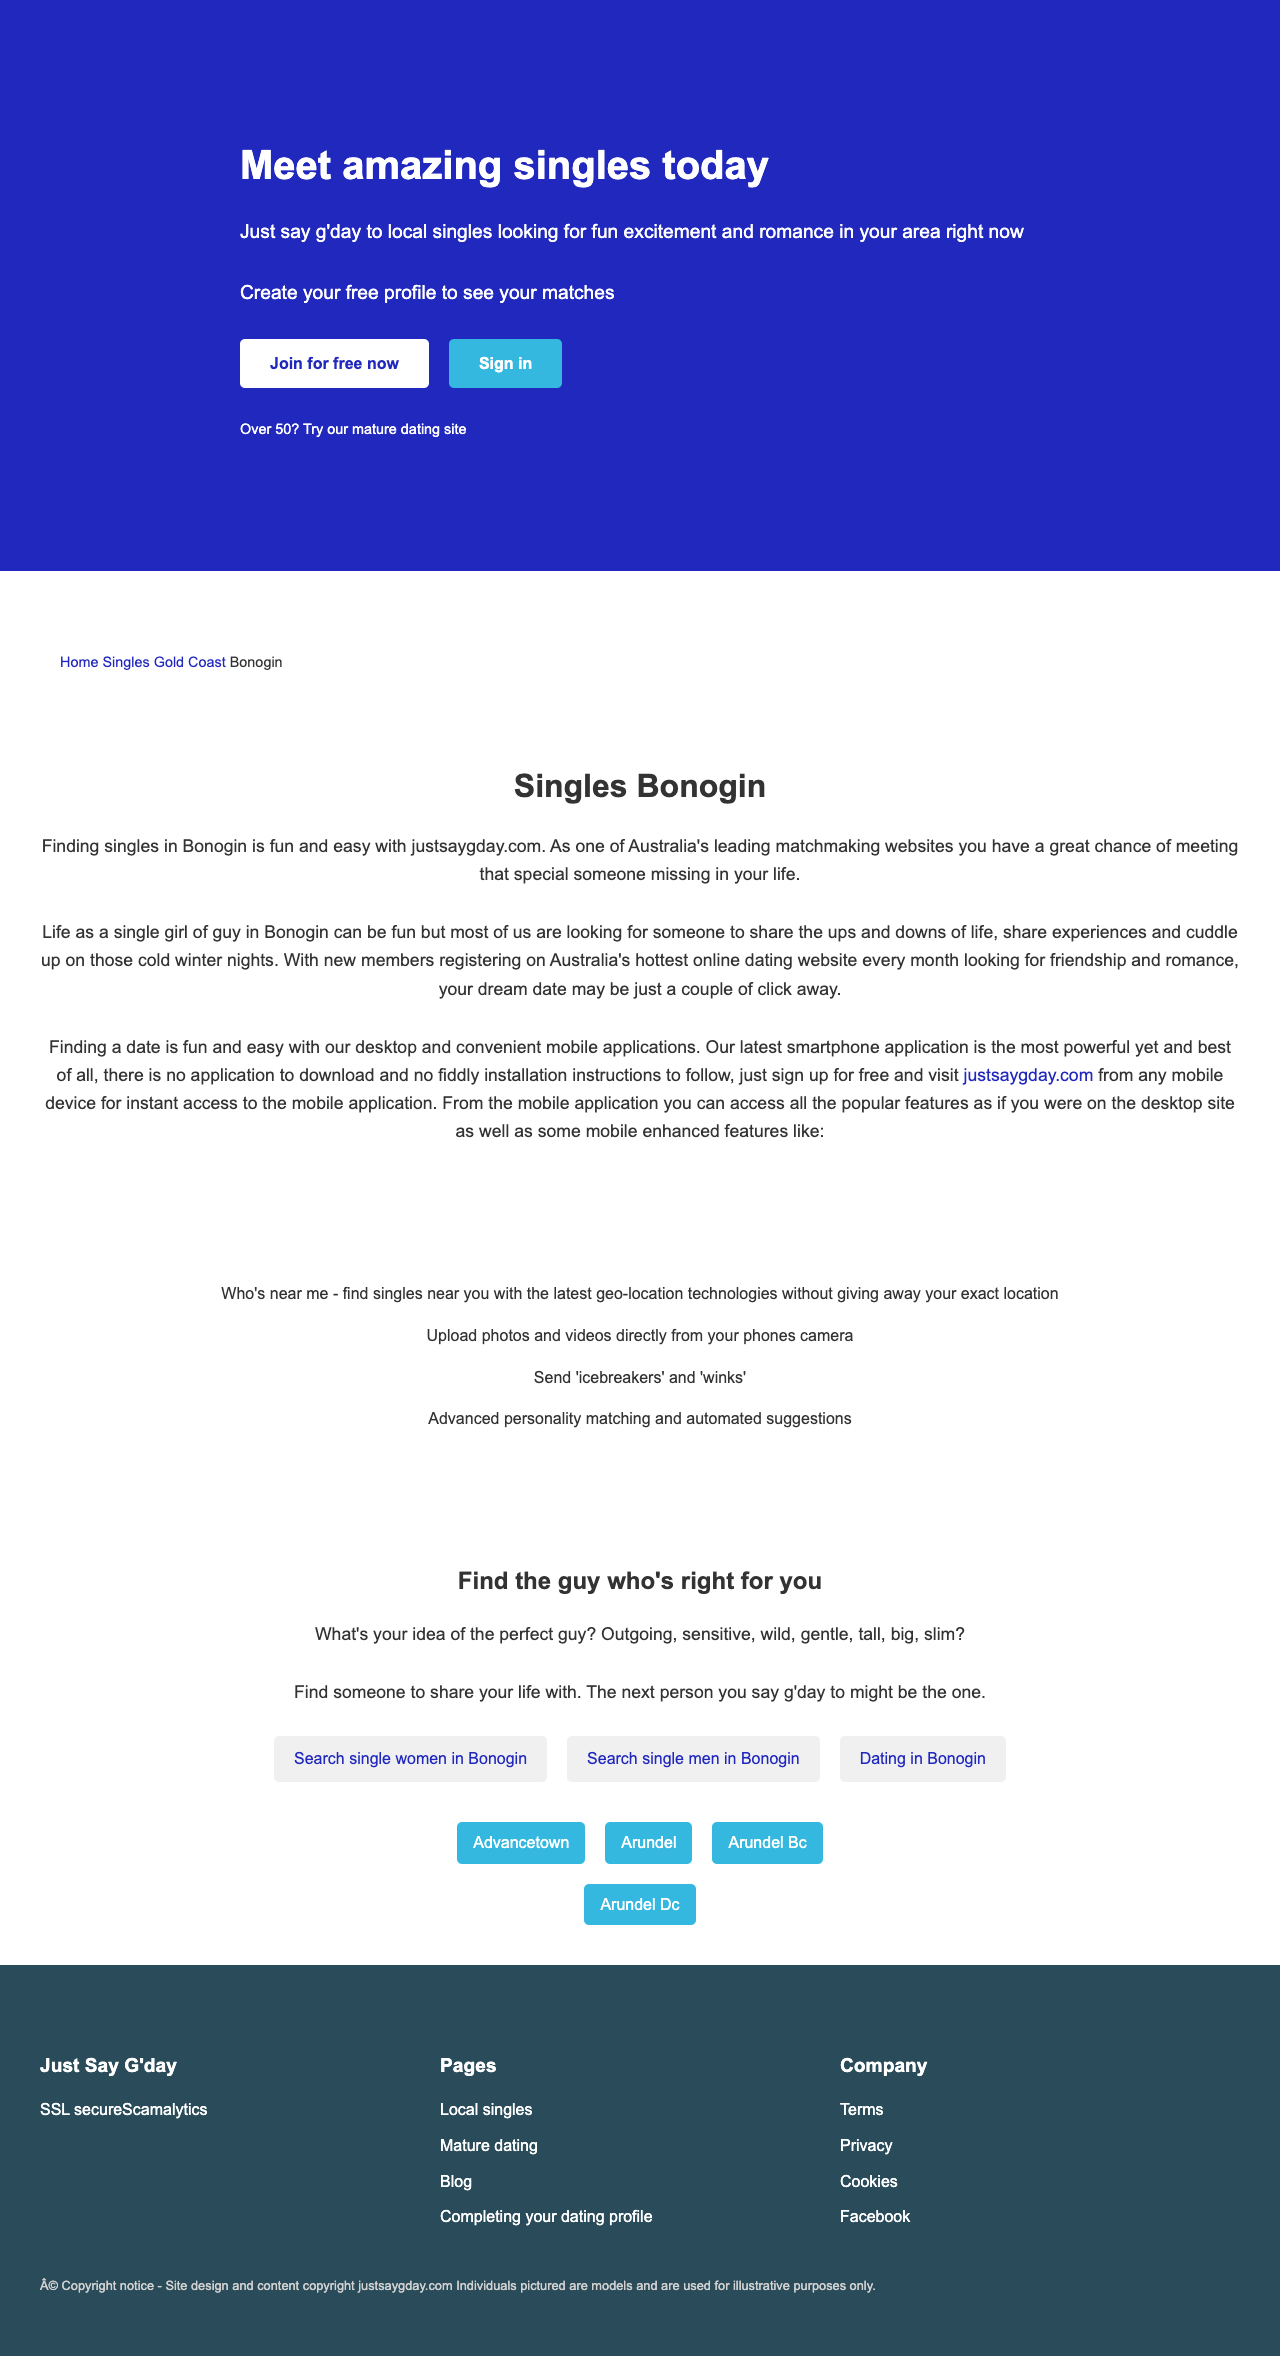 Meet amazing singles today
Just say g'day to local singles looking for fun excitement and romance in your area right now
Create your free profile to see your matches
Join for free now Sign in
Over 50? Try our mature dating site
Home Singles Gold Coast Bonogin
Singles Bonogin
Finding singles in Bonogin is fun and easy with justsaygday.com. As one of Australia's leading matchmaking websites you have a great chance of meeting
that special someone missing in your life.
Life as a single girl of guy in Bonogin can be fun but most of us are looking for someone to share the ups and downs of life, share experiences and cuddle
up on those cold winter nights. With new members registering on Australia's hottest online dating website every month looking for friendship and romance,
your dream date may be just a couple of click away.
Finding a date is fun and easy with our desktop and convenient mobile applications. Our latest smartphone application is the most powerful yet and best
of all, there is no application to download and no fiddly installation instructions to follow, just sign up for free and visit justsaygday.com from any mobile
device for instant access to the mobile application. From the mobile application you can access all the popular features as if you were on the desktop site
as well as some mobile enhanced features like:
Who's near me - find singles near you with the latest geo-location technologies without giving away your exact location
Upload photos and videos directly from your phones camera
Send 'icebreakers' and 'winks'
Advanced personality matching and automated suggestions
Find the guy who's right for you
What's your idea of the perfect guy? Outgoing, sensitive, wild, gentle, tall, big, slim?
Find someone to share your life with. The next person you say g'day to might be the one.
Search single women in Bonogin Search single men in Bonogin Dating in Bonogin
Advancetown Arundel Arundel Bc
Arundel Dc
Just Say G'day
SSL secureScamalytics
Pages
Local singles
Mature dating
Blog
Completing your dating profile
Company
Terms
Privacy
Cookies
Facebook
Â© Copyright notice - Site design and content copyright justsaygday.com Individuals pictured are models and are used for illustrative purposes only.